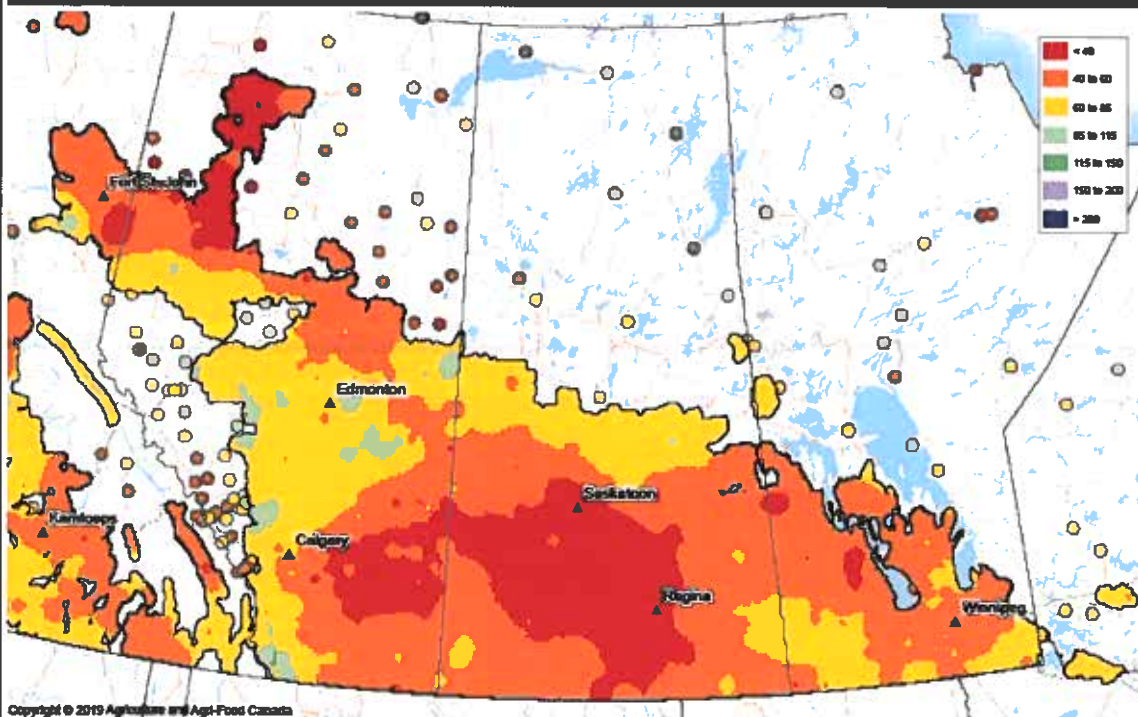 < 40
40 to 60
60 to 85
85 to 115
115 to 150
150 to 200
> 200
Fort St. John
Edmonton
Saskatoon
Kamloops
Calgary
Regina
Winnipeg
Copyright © 2019 Agriculture and Agri-Food Canada